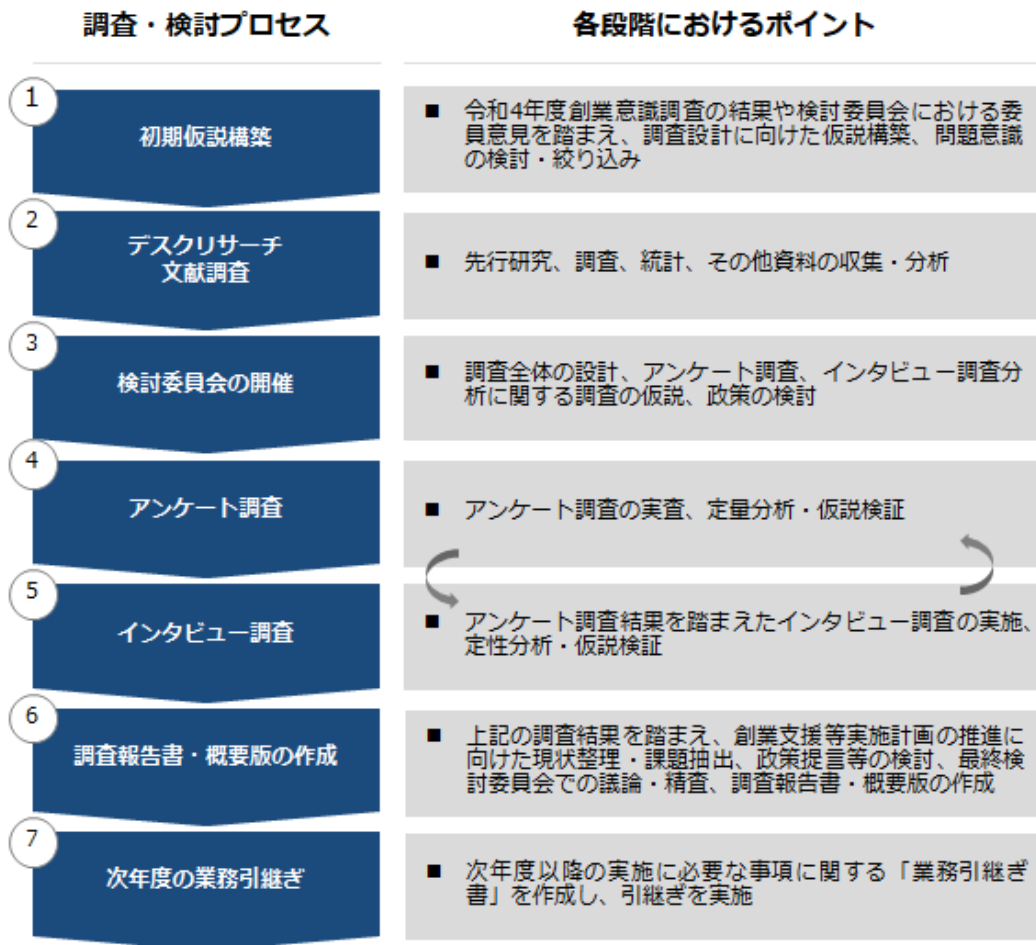 調査・検討プロセス
各段階におけるポイント
1
初期仮説構築
■ 令和4年度創業意識調査の結果や検討委員会における委
員意見を踏まえ、調査設計に向けた仮説構築、問題意識
の検討・絞り込み
2
デスクリサーチ
文献調査
■ 先行研究、調査、統計、その他資料の収集・分析
3
検討委員会の開催
■ 調査全体の設計、アンケート調査、インタビュー調査分
析に関する調査の仮説、政策の検討
4
アンケート調査
■ アンケート調査の実査、定量分析・仮説検証
5
インタビュー調査
■ アンケート調査結果を踏まえたインタビュー調査の実施、
定性分析・仮説検証
6
調査報告書・概要版の作成
■ 上記の調査結果を踏まえ、創業支援等実施計画の推進に
向けた現状整理・課題抽出、政策提言等の検討、最終検
討委員会での議論・精査、調査報告書・概要版の作成
7
次年度の業務引継ぎ
■ 次年度以降の実施に必要な事項に関する「業務引継ぎ
書」を作成し、引継ぎを実施